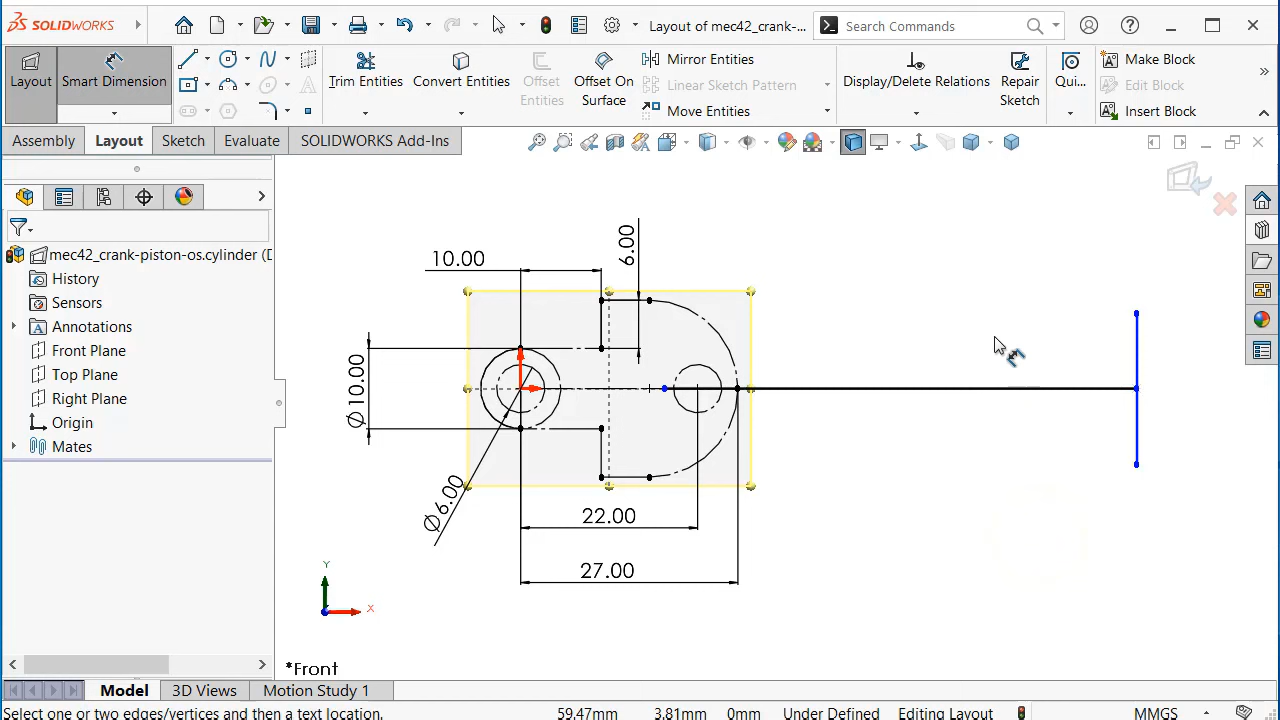 SOLIDWORKS
Layout of mec42_crank-...
Search Commands
Layout
Smart Dimension
Trim Entities
Convert Entities
Offset Entities
Offset On Surface
Mirror Entities
Linear Sketch Pattern
Move Entities
Display/Delete Relations
Repair Sketch
Qui...
Make Block
Edit Block
Insert Block
Assembly
Layout
Sketch
Evaluate
SOLIDWORKS Add-Ins
mec42_crank-piston-os.cylinder (D
History
Sensors
Annotations
Front Plane
Top Plane
Right Plane
Origin
Mates
10.00
6.00
Ø10.00
Ø6.00
22.00
27.00
Y
X
*Front
Model
3D Views
Motion Study 1
Select one or two edges/vertices and then a text location.
59.47mm
3.81mm
0mm
Under Defined
Editing Layout
MMGS